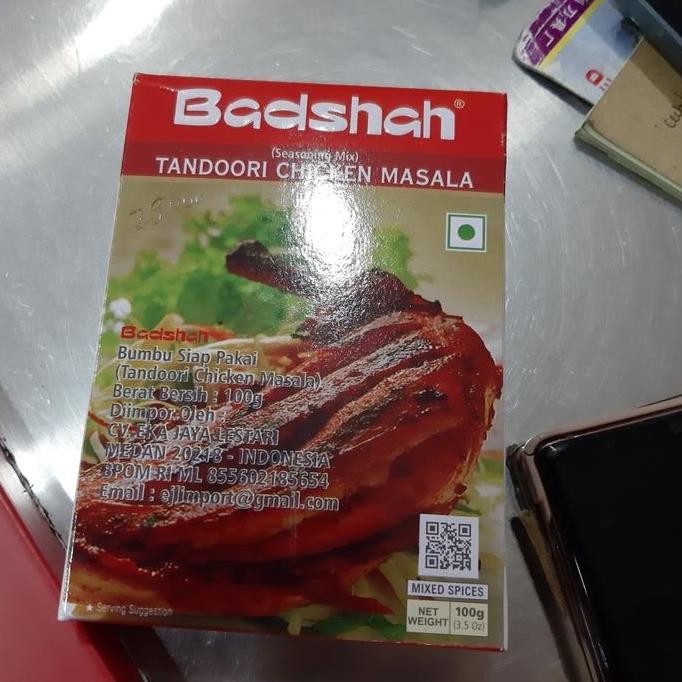 Badshah®
(Seasoning Mix)
TANDOORI CHICKEN MASALA
Badshah
Bumbu Siap Pakai
(Tandoori Chicken Masala)
Berat Bersih : 100g
Diimpor Oleh :
CV. EKA JAYA LESTARI
MEDAN 20218 - INDONESIA
BPOM RI ML 855602185654
Email : ejlimport@gmail.com
MIXED SPICES
NET WEIGHT 100g (3.5 Oz)
★ Serving Suggestion